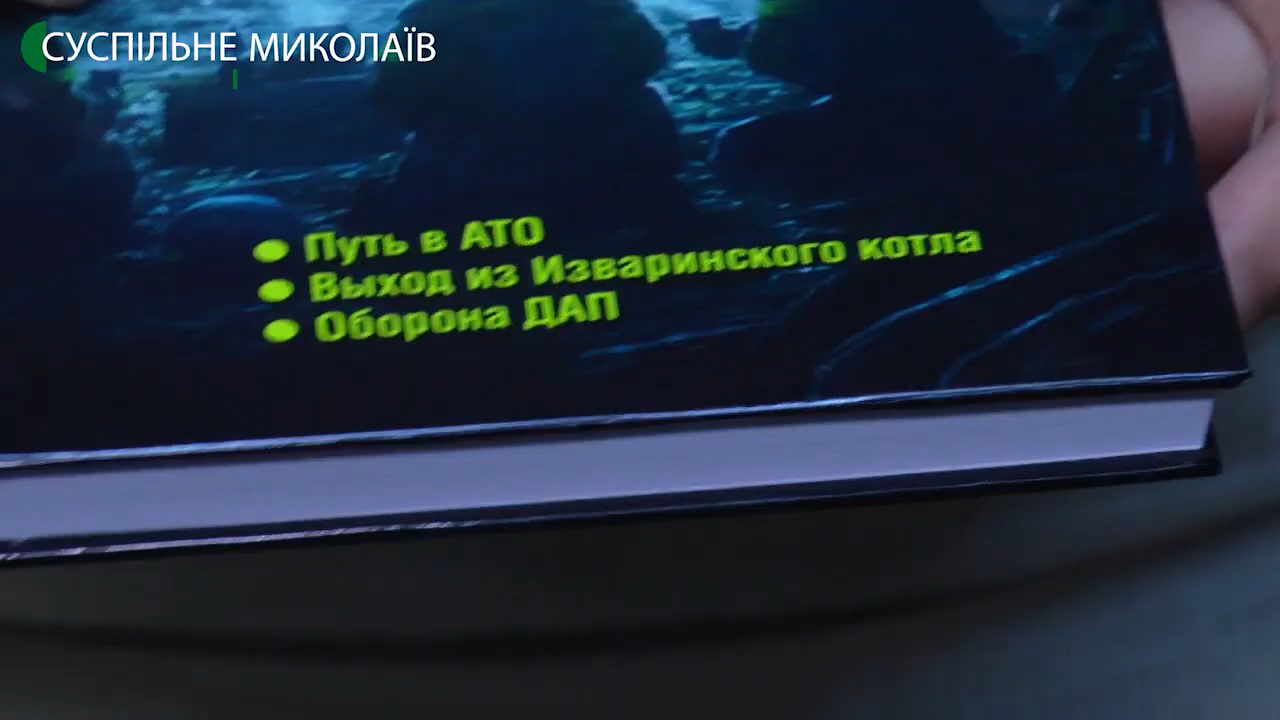 СУСПІЛЬНЕ МИКОЛАЇВ
● Путь в АТО
● Выход из Изваринского котла
● Оборона ДАП